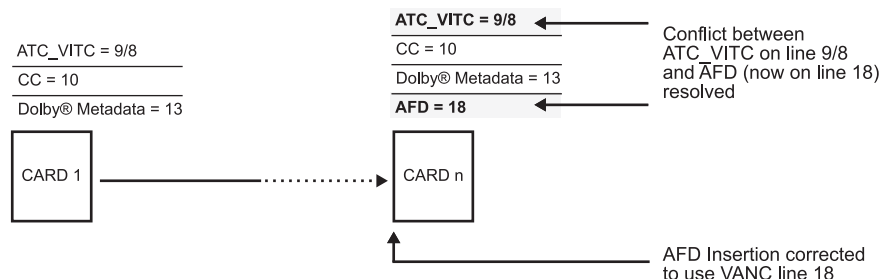 ATC_VITC = 9/8
CC = 10
Dolby® Metadata = 13
CARD 1
ATC_VITC = 9/8
CC = 10
Dolby® Metadata = 13
AFD = 18
CARD n
Conflict between
ATC_VITC on line 9/8
and AFD (now on line 18)
resolved
AFD Insertion corrected
to use VANC line 18